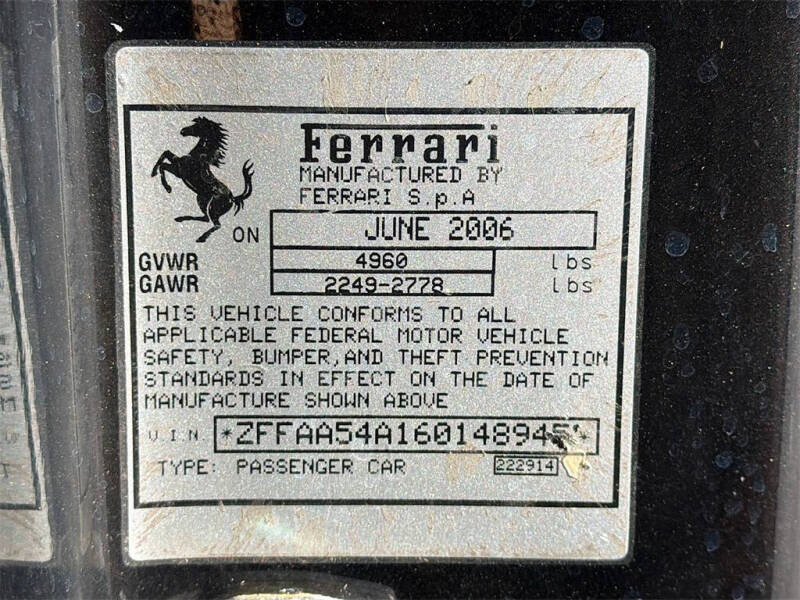 Ferrari
MANUFACTURED BY
FERRARI S.p.A
ON JUNE 2006
GVWR 4960 lbs
GAWR 2249-2778 lbs
THIS VEHICLE CONFORMS TO ALL
APPLICABLE FEDERAL MOTOR VEHICLE
SAFETY, BUMPER,AND THEFT PREVENTION
STANDARDS IN EFFECT ON THE DATE OF
MANUFACTURE SHOWN ABOVE
V.I.N. *ZFFAA54A160148945*
TYPE: PASSENGER CAR 222914